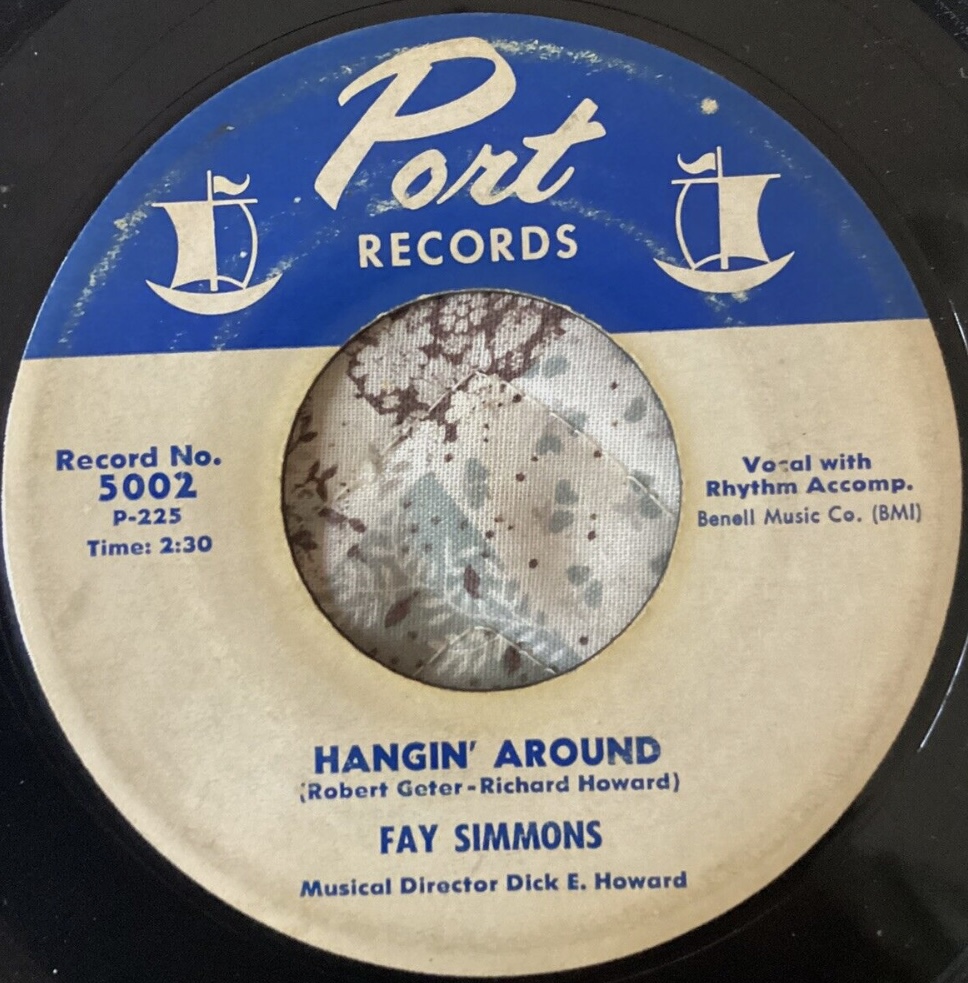 Port
RECORDS
Record No.
5002
P-225
Time: 2:30
Vocal with
Rhythm Accomp.
Benell Music Co. (BMI)
HANGIN' AROUND
(Robert Geter-Richard Howard)
FAY SIMMONS
Musical Director Dick E. Howard